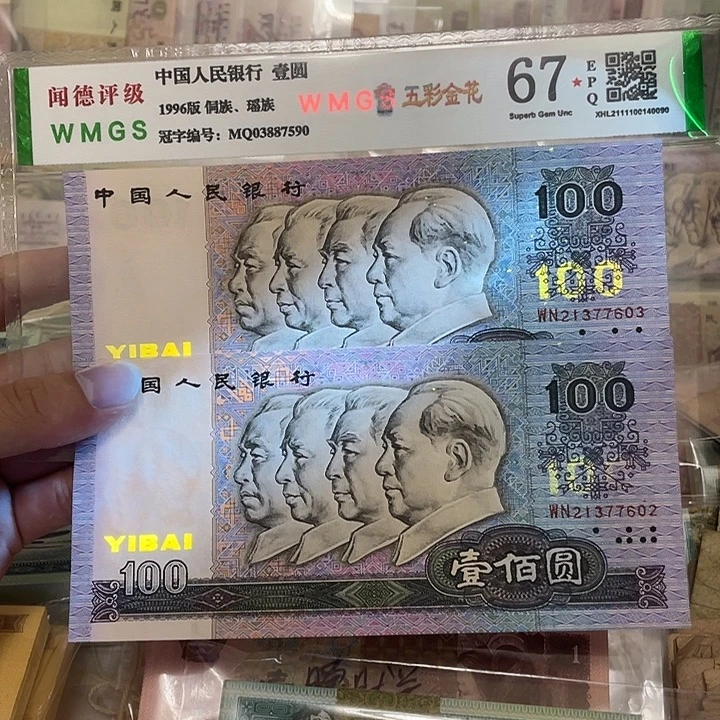 闻德评级
WMGS
中国人民银行 壹圆
1996版 侗族、瑶族
冠字编号: MQ03887590
WMGS 五彩金花
67★
EPQ
Superb Gem Unc
XHL2111100140090
中国人民银行
100
100
WN21377603
YIBAI
国人民银行
100
WN21377602
YIBAI
100
壹佰圆
1